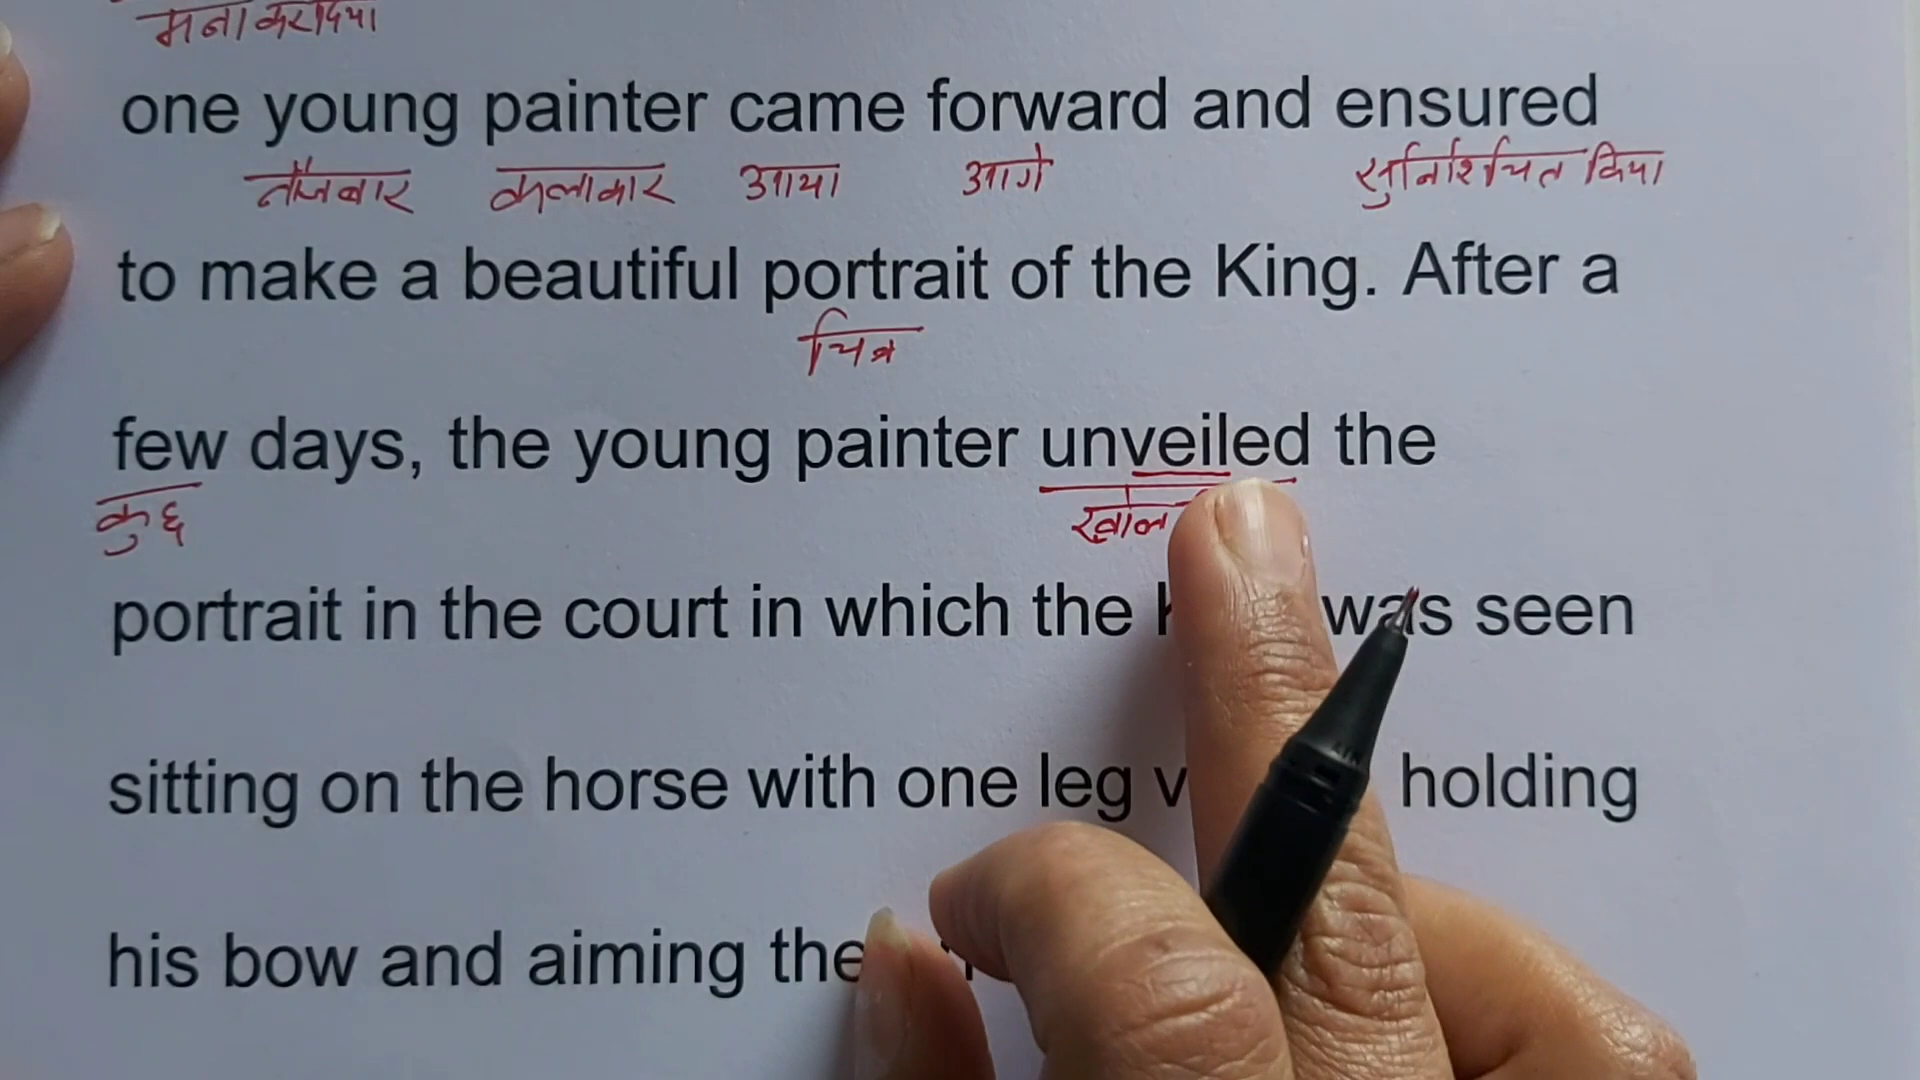 मना कर दिया
one young painter came forward and ensured
कलाकार आया आगे सुनिश्चित किया
to make a beautiful portrait of the King. After a
चित्र
few days, the young painter unveiled the
कुछ
portrait in the court in which the was seen
sitting on the horse with one leg holding
his bow and aiming the